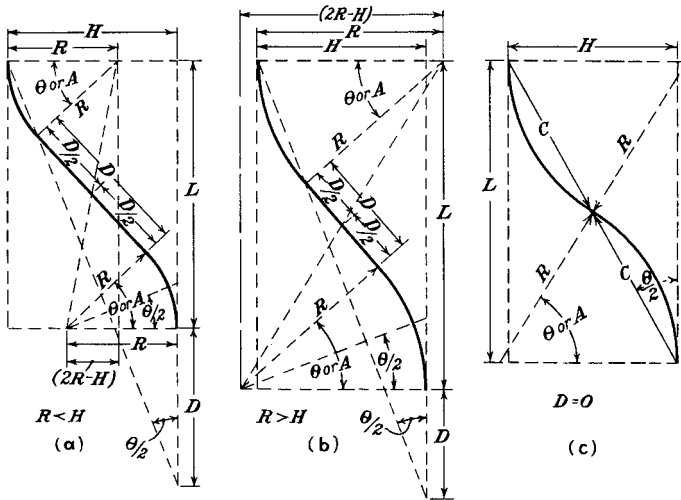 H
R
θ or A
R
D
D/2
D/2
L
R
θ or A
θ/2
R
(2R-H)
D
θ/2
R < H
(a)
(2R-H)
R
H
θ or A
R
D
D/2
D/2
L
R
θ or A
θ/2
θ/2
D
R > H
(b)
H
C
R
L
R
C
θ/2
θ or A
D = 0
(c)